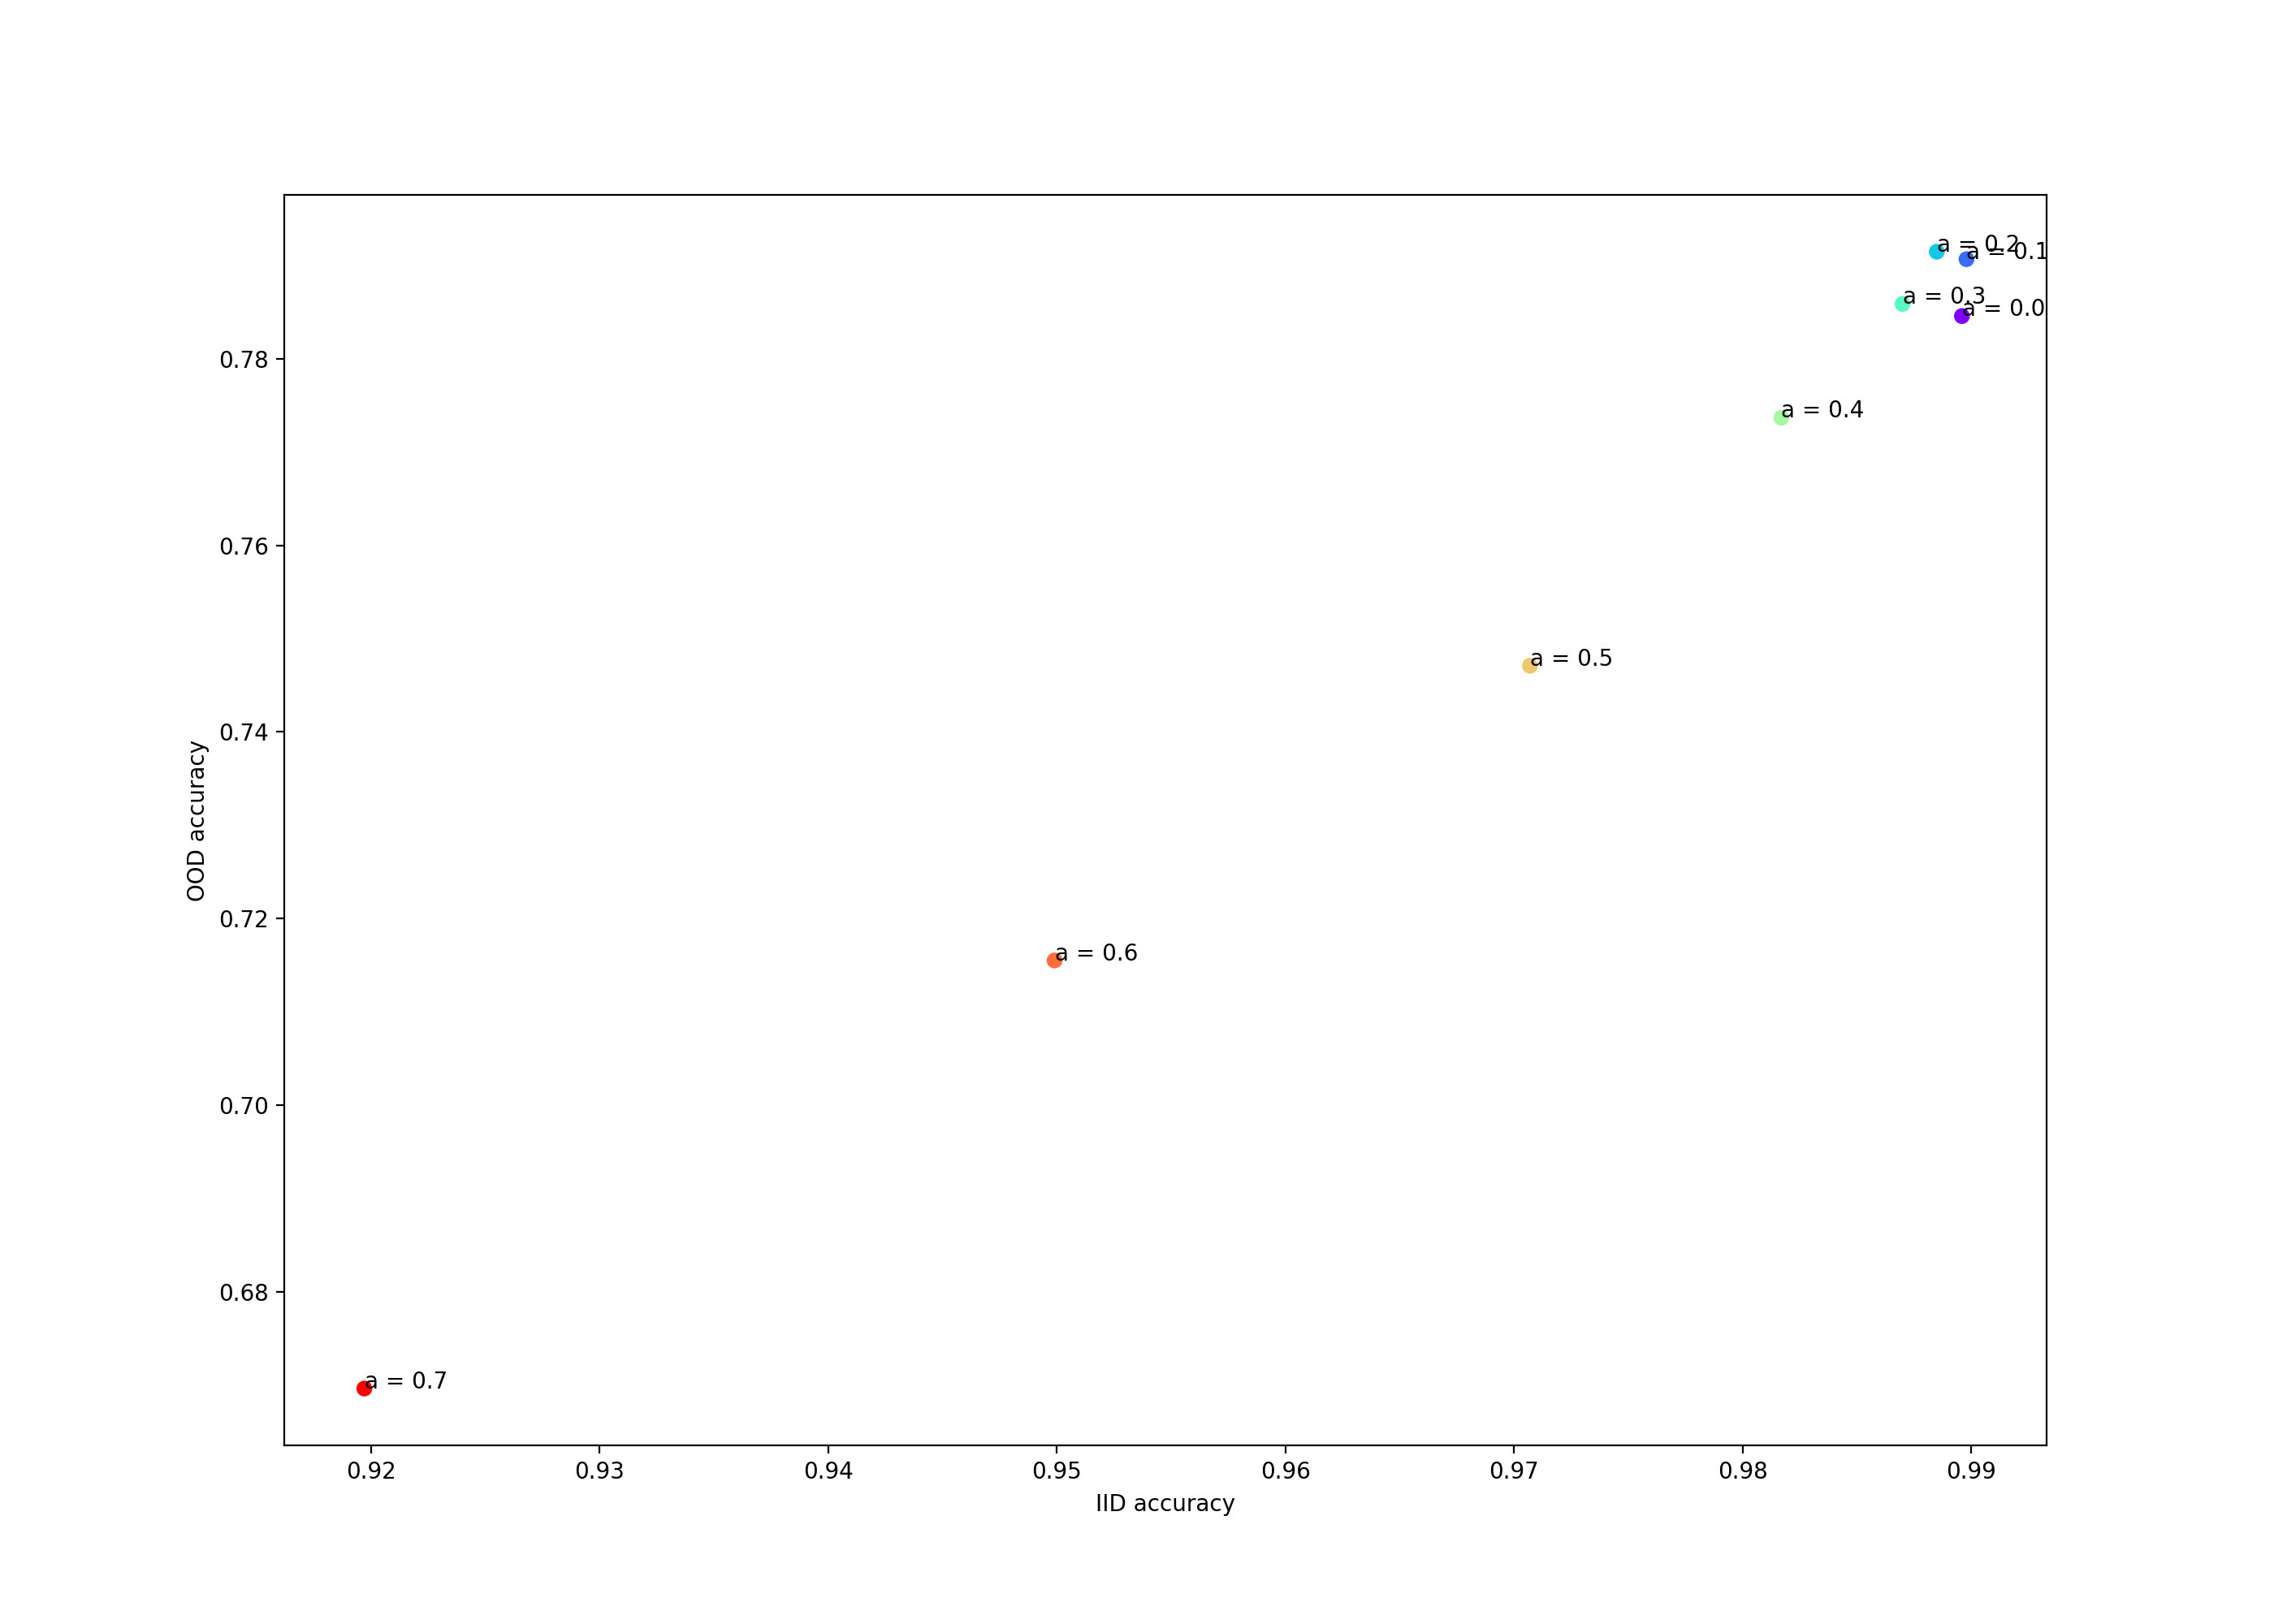 a = 0.2
a = 0.1
a = 0.3
a = 0.0
0.78
a = 0.4
0.76
a = 0.5
0.74
OOD accuracy
0.72
a = 0.6
0.70
0.68
a = 0.7
0.92 0.93 0.94 0.95 0.96 0.97 0.98 0.99
IID accuracy